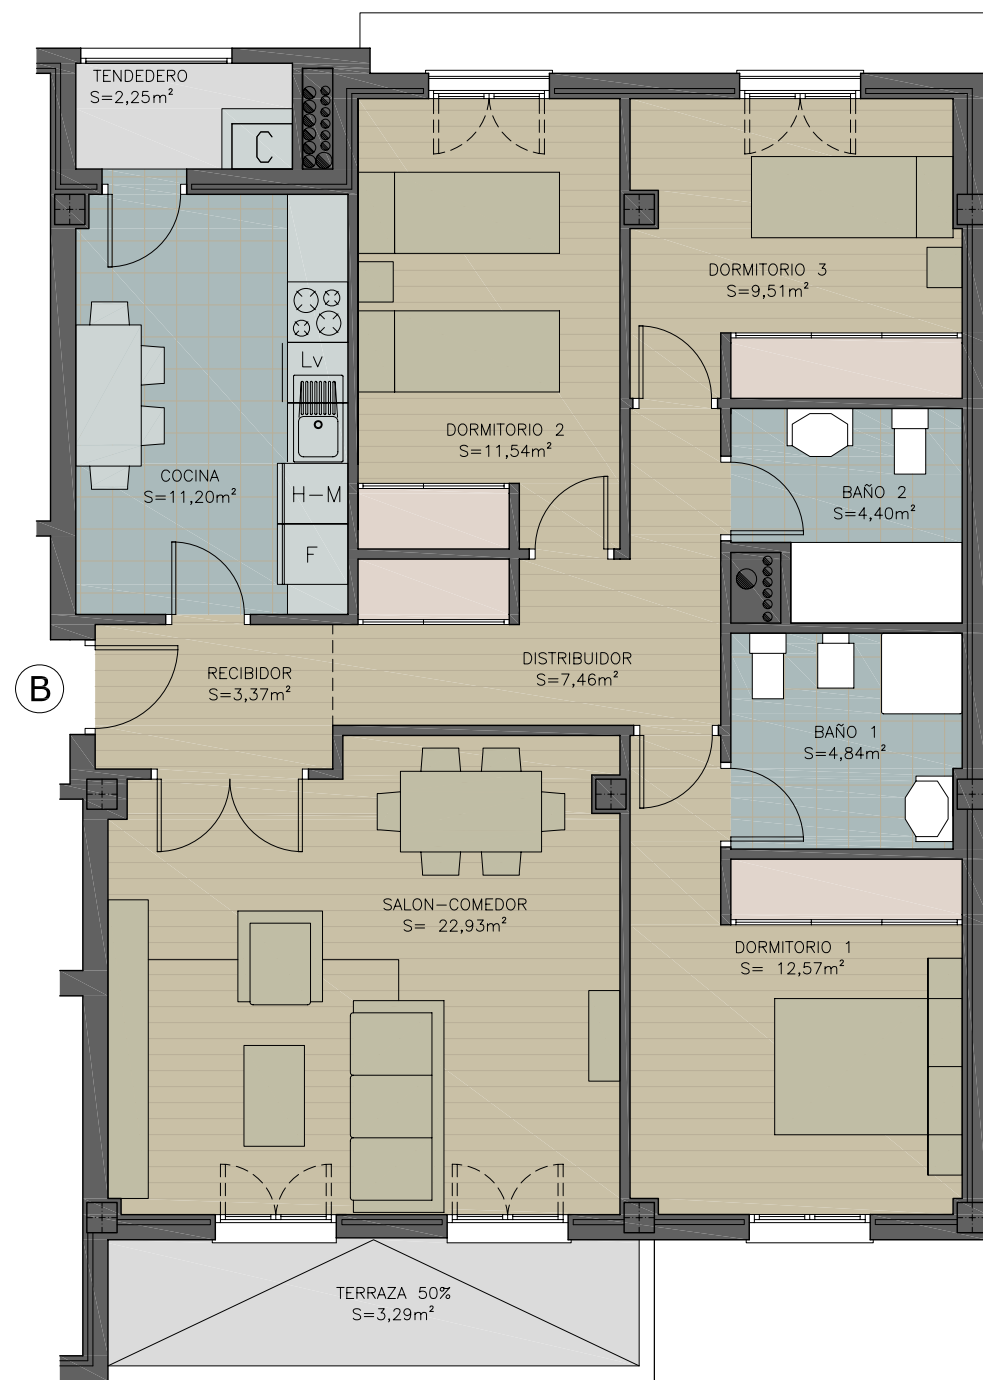 TENDEDERO
S=2,25m²
C
DORMITORIO 3
S=9,51m²
Lv
DORMITORIO 2
S=11,54m²
COCINA
S=11,20m²
H-M
BAÑO 2
S=4,40m²
F
DISTRIBUIDOR
S=7,46m²
RECIBIDOR
S=3,37m²
B
BAÑO 1
S=4,84m²
SALON-COMEDOR
S= 22,93m²
DORMITORIO 1
S= 12,57m²
TERRAZA 50%
S=3,29m²